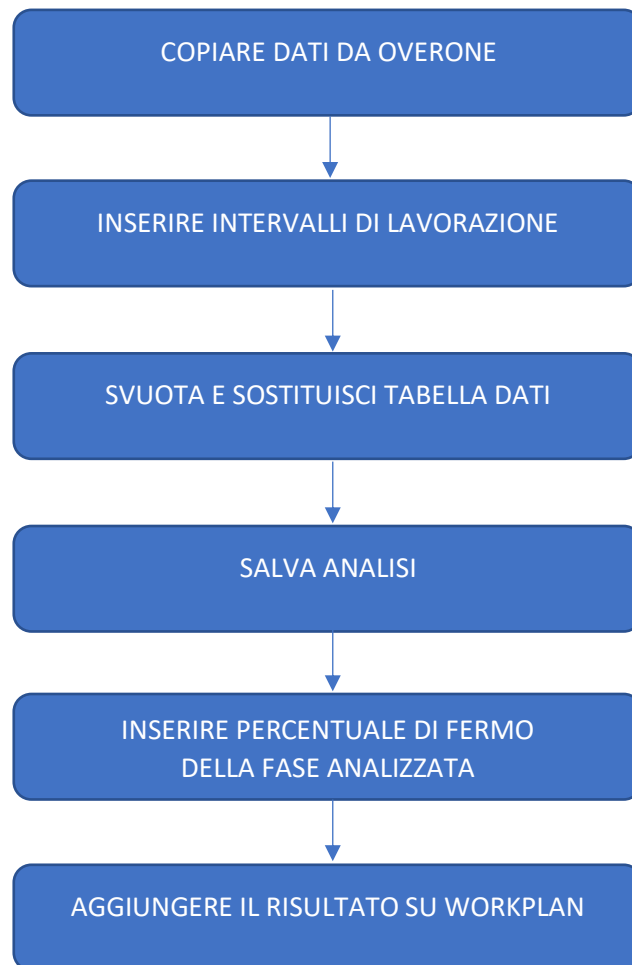 COPIARE DATI DA OVERONE
INSERIRE INTERVALLI DI LAVORAZIONE
SVUOTA E SOSTITUISCI TABELLA DATI
SALVA ANALISI
INSERIRE PERCENTUALE DI FERMO
DELLA FASE ANALIZZATA
AGGIUNGERE IL RISULTATO SU WORKPLAN